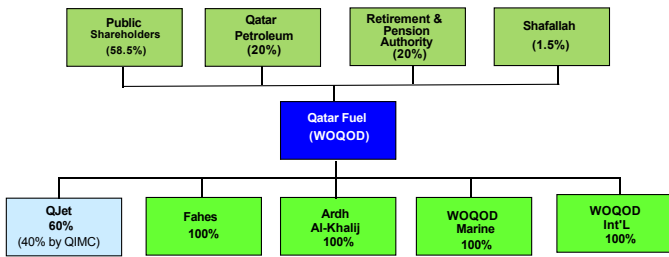 Public
Shareholders
(58.5%)
Qatar
Petroleum
(20%)
Retirement &
Pension
Authority
(20%)
Shafallah
(1.5%)
Qatar Fuel
(WOQOD)
QJet
60%
(40% by QIMC)
Fahes
100%
Ardh
Al-Khalij
100%
WOQOD
Marine
100%
WOQOD
Int'L
100%